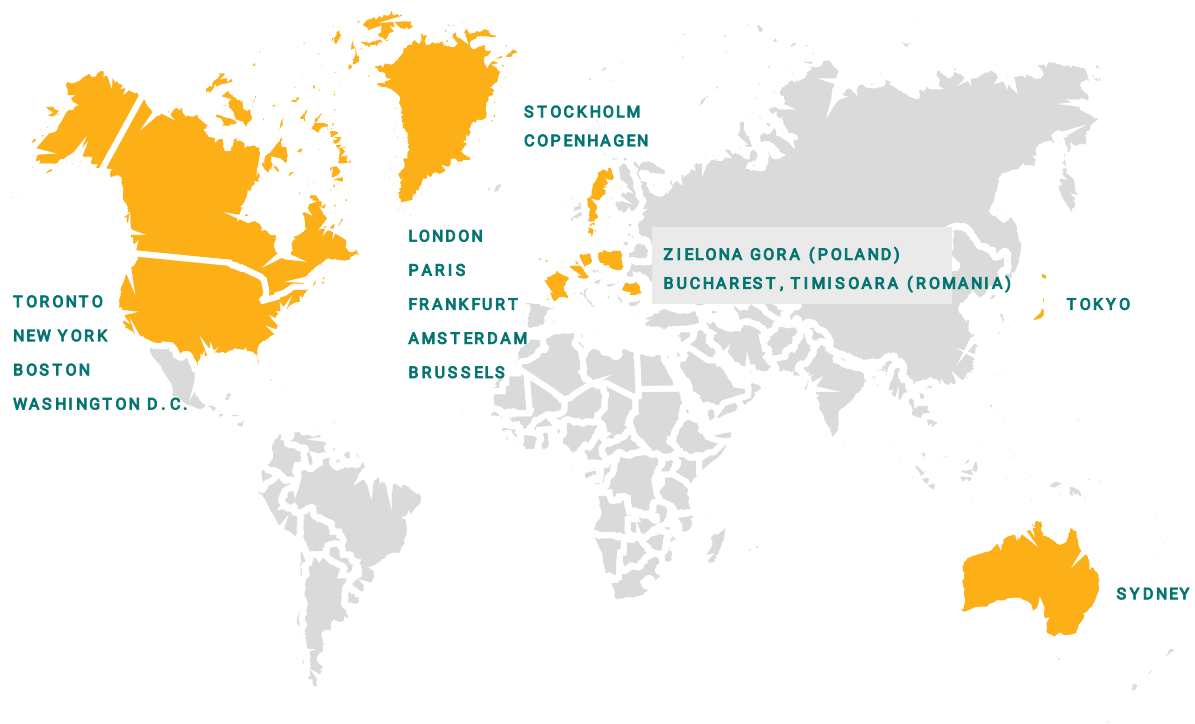 STOCKHOLM
COPENHAGEN
LONDON
PARIS
FRANKFURT
AMSTERDAM
BRUSSELS
ZIELONA GORA (POLAND)
BUCHAREST, TIMISOARA (ROMANIA)
TORONTO
NEW YORK
BOSTON
WASHINGTON D.C.
TOKYO
SYDNEY